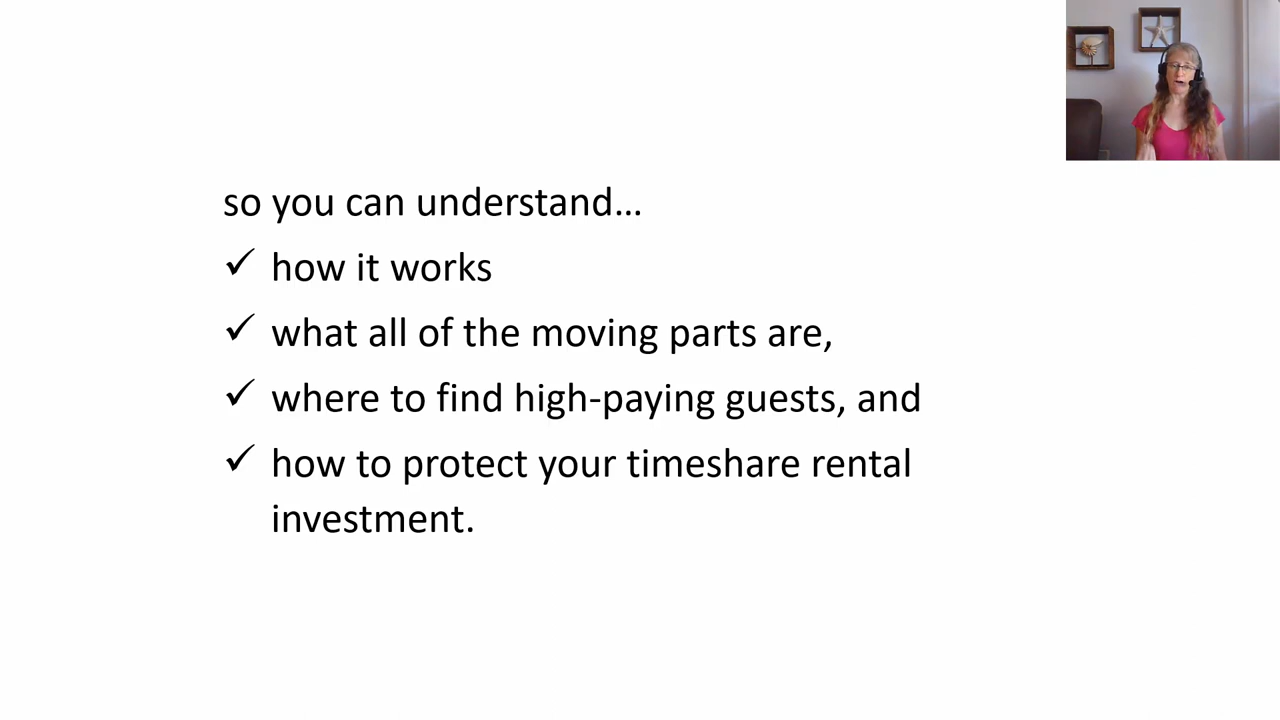 so you can understand…
✓ how it works
✓ what all of the moving parts are,
✓ where to find high-paying guests, and
✓ how to protect your timeshare rental
investment.